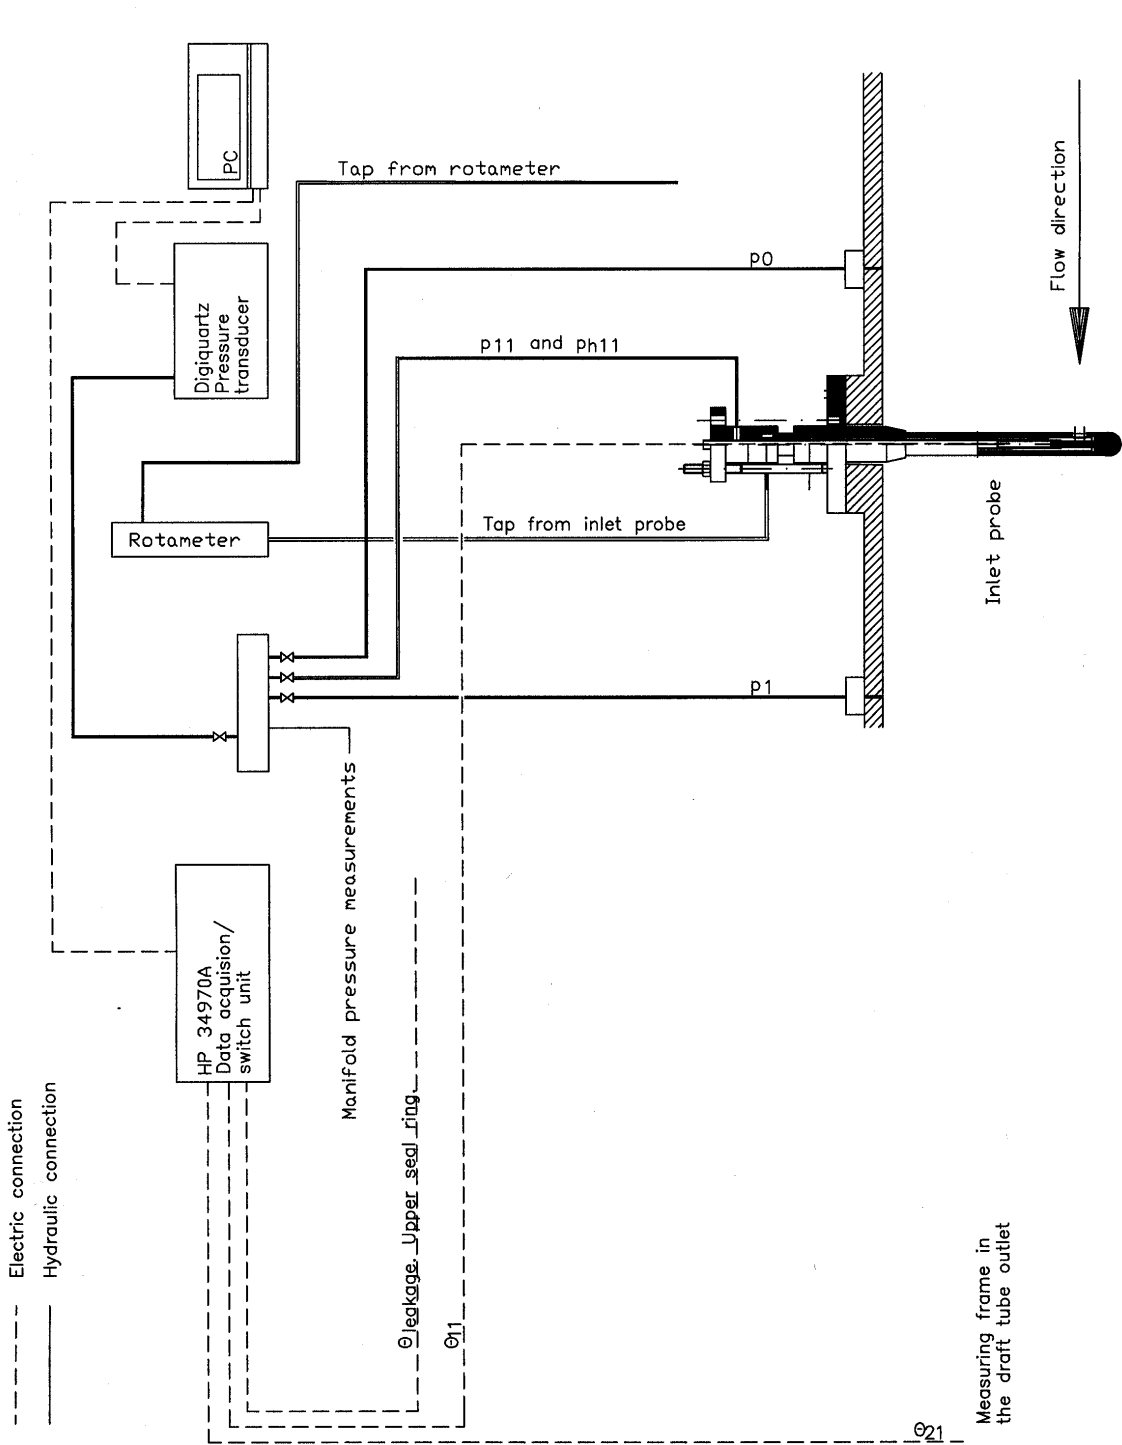 PC
Tap from rotameter
Digiquartz
Pressure
transducer
p0
Flow direction
p11 and ph11
Rotameter
Tap from inlet probe
Inlet probe
p1
Manifold pressure measurements
HP 34970A
Data acquision/
switch unit
Θleakage. Upper seal ring.
Θ11
Θ21
Measuring frame in
the draft tube outlet
Electric connection
Hydraulic connection